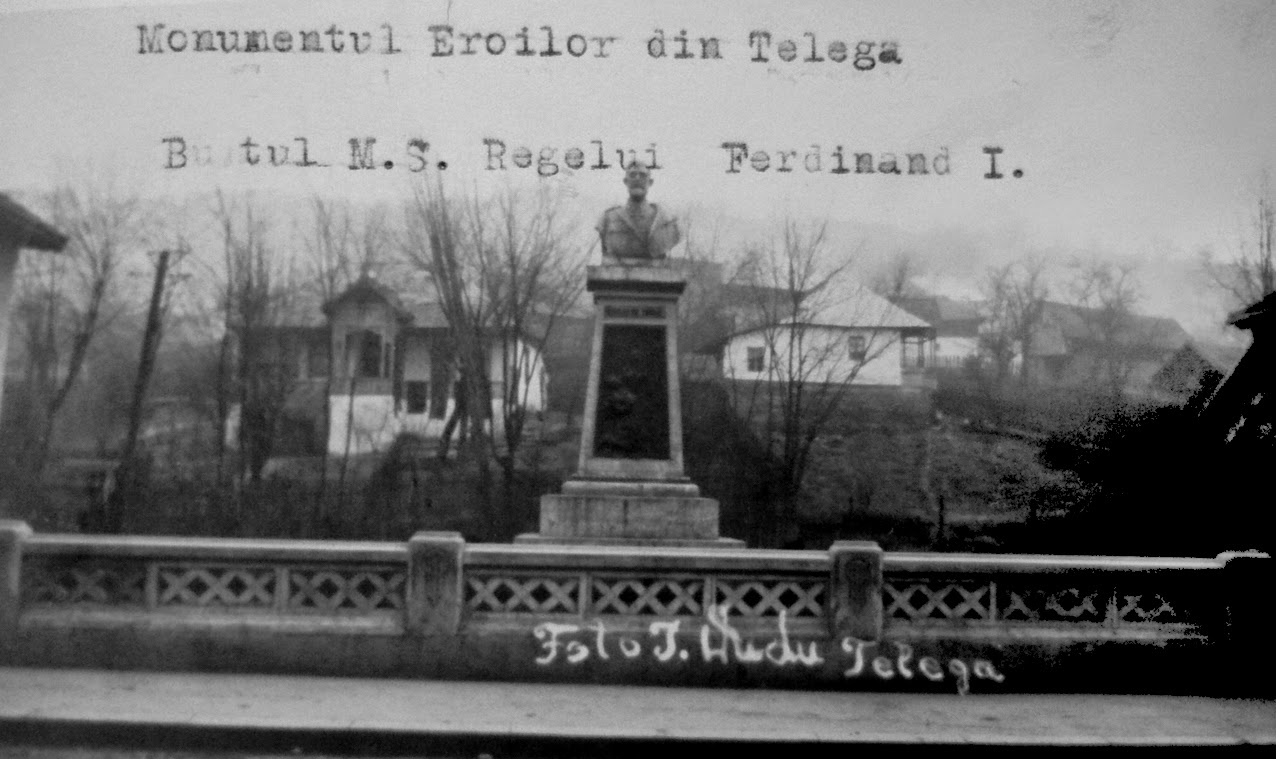 Monumentul Eroilor din Telega
Bustul M.S. Regelui Ferdinand I.
Foto I. Telega